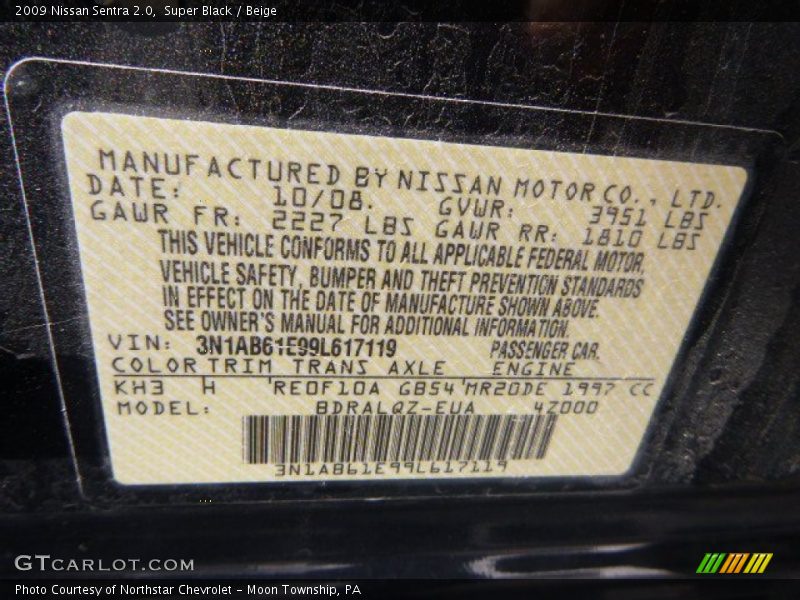 2009 Nissan Sentra 2.0, Super Black / Beige
MANUFACTURED BY NISSAN MOTOR CO., LTD.
DATE: 10/08. GVWR: 3951 LBS
GAWR FR: 2227 LBS GAWR RR: 1810 LBS
THIS VEHICLE CONFORMS TO ALL APPLICABLE FEDERAL MOTOR,
VEHICLE SAFETY, BUMPER AND THEFT PREVENTION STANDARDS
IN EFFECT ON THE DATE OF MANUFACTURE SHOWN ABOVE.
SEE OWNER'S MANUAL FOR ADDITIONAL INFORMATION.
VIN: 3N1AB61E99L617119 PASSENGER CAR.
COLOR TRIM TRANS AXLE ENGINE
KH3 H 'RE0F10A GB54'MR20DE 1997 CC
MODEL: BDRALQZ-EUA 4Z000
3N1AB61E99L617119
GTCARLOT.COM
Photo Courtesy of Northstar Chevrolet - Moon Township, PA